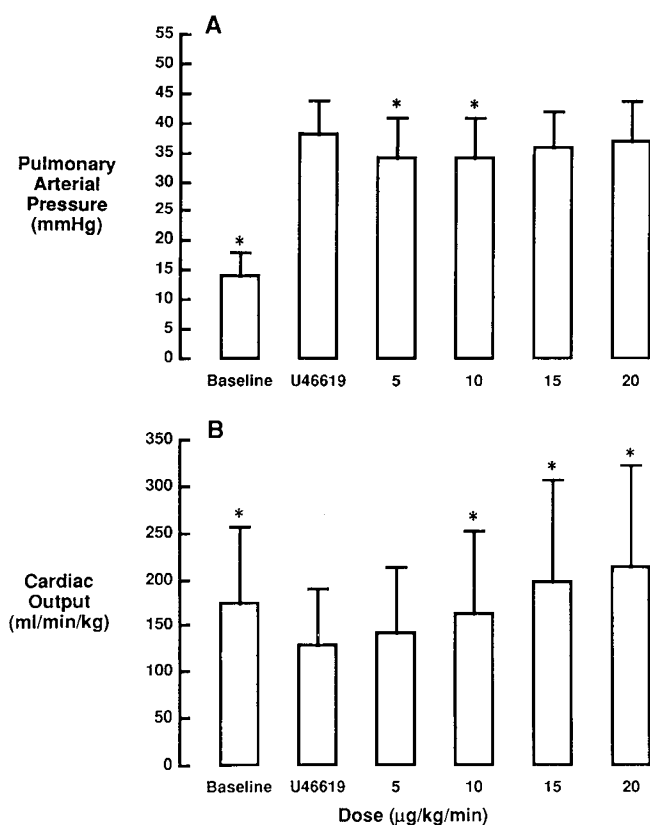 A
55
50
45
40
35
30
25
20
15
10
5
0
Pulmonary
Arterial
Pressure
(mmHg)
*
*
*
Baseline U46619 5 10 15 20
B
350
300
250
200
150
100
50
0
Cardiac
Output
(ml/min/kg)
*
*
*
*
Baseline U46619 5 10 15 20
Dose (μg/kg/min)